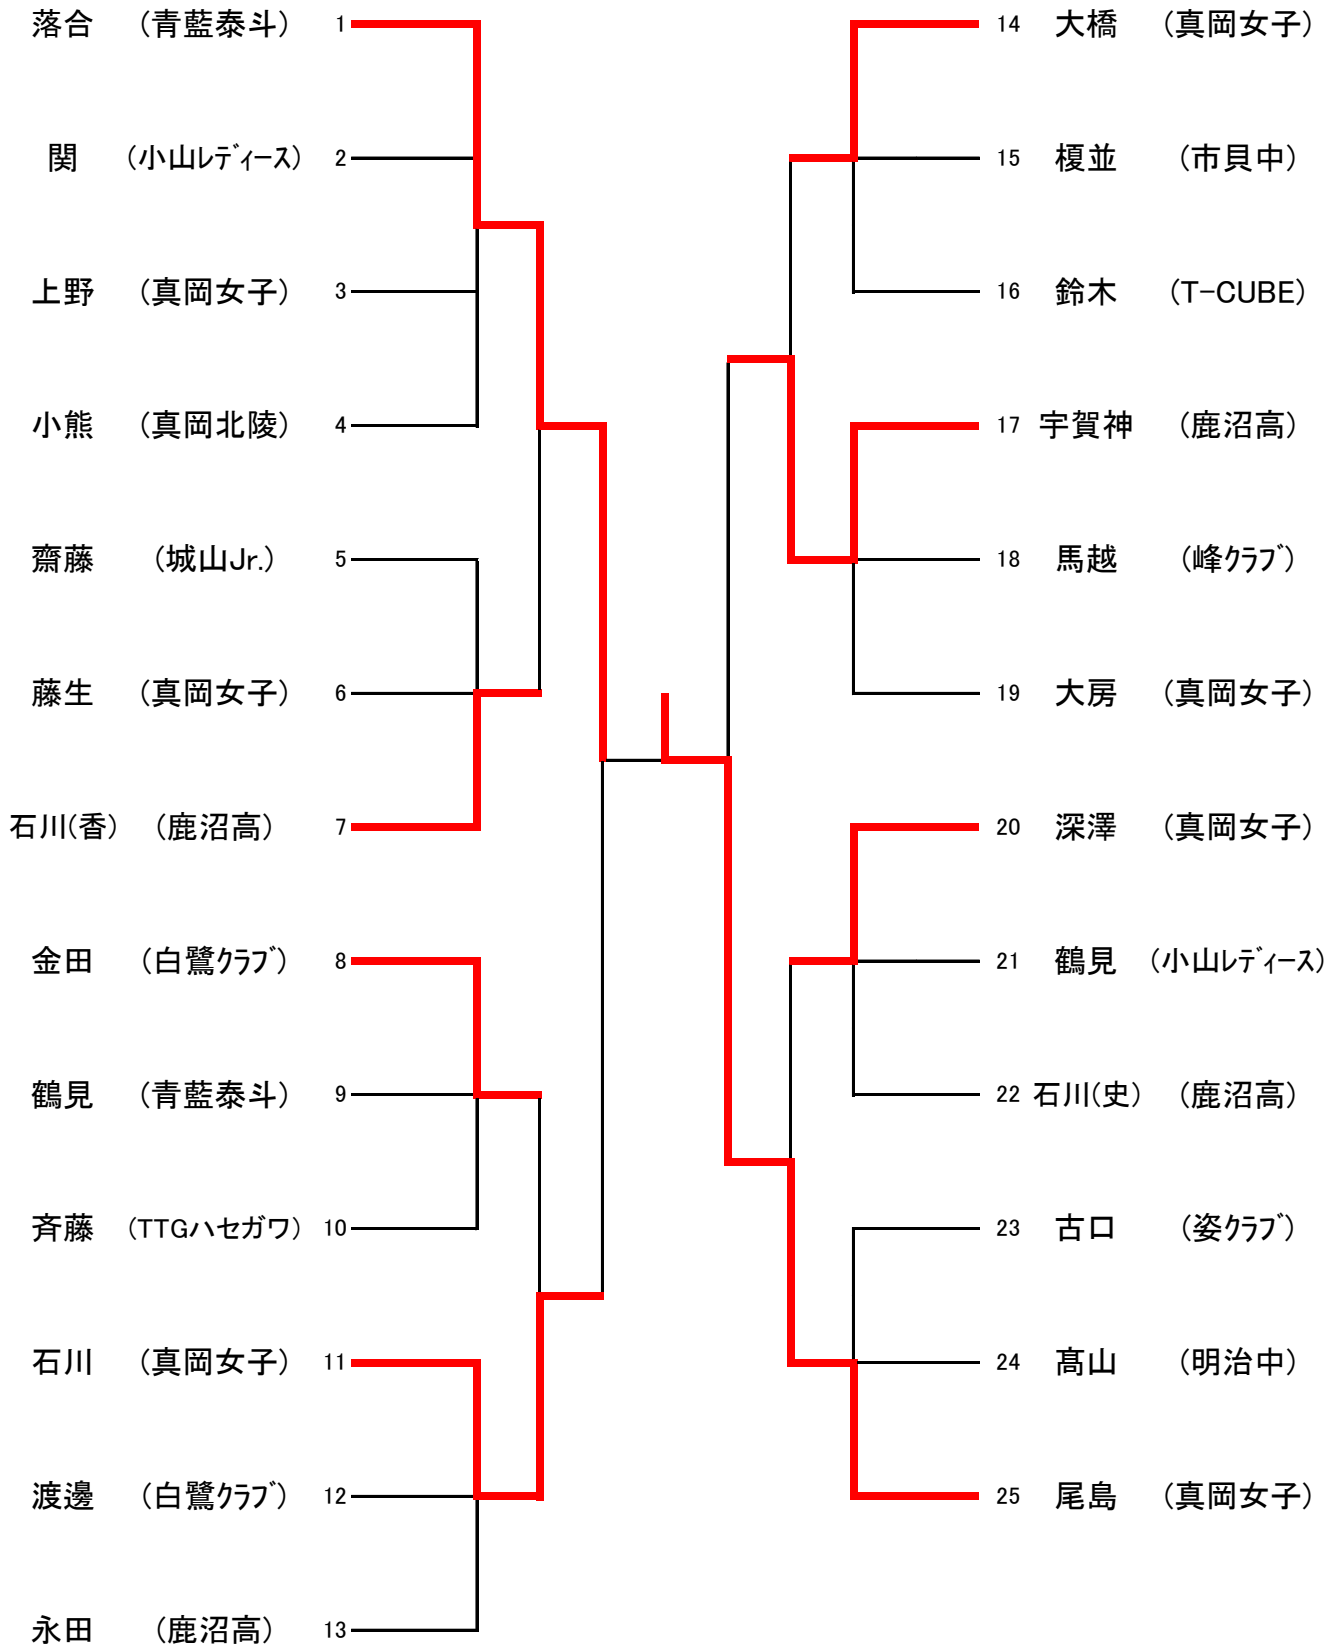 落合 (青藍泰斗) 1
関 (小山ﾚﾃﾞｨｰｽ) 2
上野 (真岡女子) 3
小熊 (真岡北陵) 4
齋藤 (城山Jr.) 5
藤生 (真岡女子) 6
石川(香) (鹿沼高) 7
金田 (白鷺ｸﾗﾌﾞ) 8
鶴見 (青藍泰斗) 9
斉藤 (TTGハセガワ) 10
石川 (真岡女子) 11
渡邊 (白鷺ｸﾗﾌﾞ) 12
永田 (鹿沼高) 13
14 大橋 (真岡女子)
15 榎並 (市貝中)
16 鈴木 (T-CUBE)
17 宇賀神 (鹿沼高)
18 馬越 (峰ｸﾗﾌﾞ)
19 大房 (真岡女子)
20 深澤 (真岡女子)
21 鶴見 (小山ﾚﾃﾞｨｰｽ)
22 石川(史) (鹿沼高)
23 古口 (姿ｸﾗﾌﾞ)
24 髙山 (明治中)
25 尾島 (真岡女子)